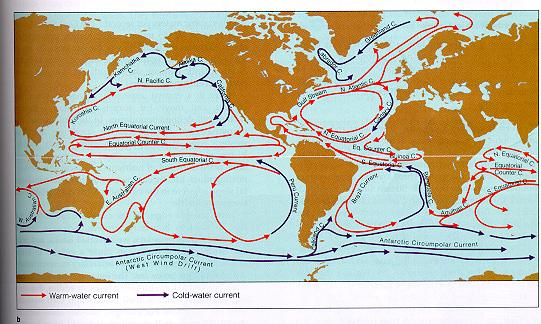 Greenland C.
Labrador C.
Kamchatka
C.
Alaskan C.
N. Pacific C.
California C.
Gulf Stream
N. Atlantic C.
Canary C.
Kuroshio C.
North Equatorial Current
N. Equatorial C.
Equatorial Counter C.
Eq. Counter C.
Guinea C.
N. Equatorial
C.
Equatorial
Counter C.
South Equatorial C.
S. Equatorial C.
S. Equatorial
E. Australian
C.
Peru Current
Brazil Current
Benguela C.
Agulhas C.
W. Australian
Falkland C.
Antarctic Circumpolar Current
Antarctic Circumpolar Current
(West Wind Drift)
Warm-water current
Cold-water current
b